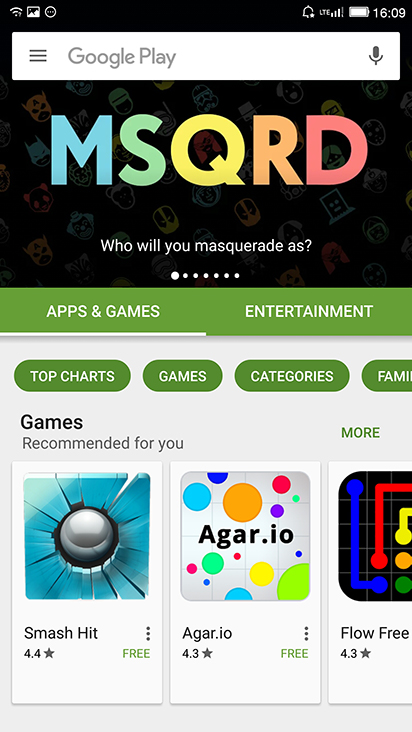 LTE 16:09
Google Play
MSQRD
Who will you masquerade as?
APPS & GAMES ENTERTAINMENT
TOP CHARTS GAMES CATEGORIES FAMI
Games
Recommended for you
MORE
Agar.io
Smash Hit Agar.io Flow Free
4.4 FREE 4.3 FREE 4.3